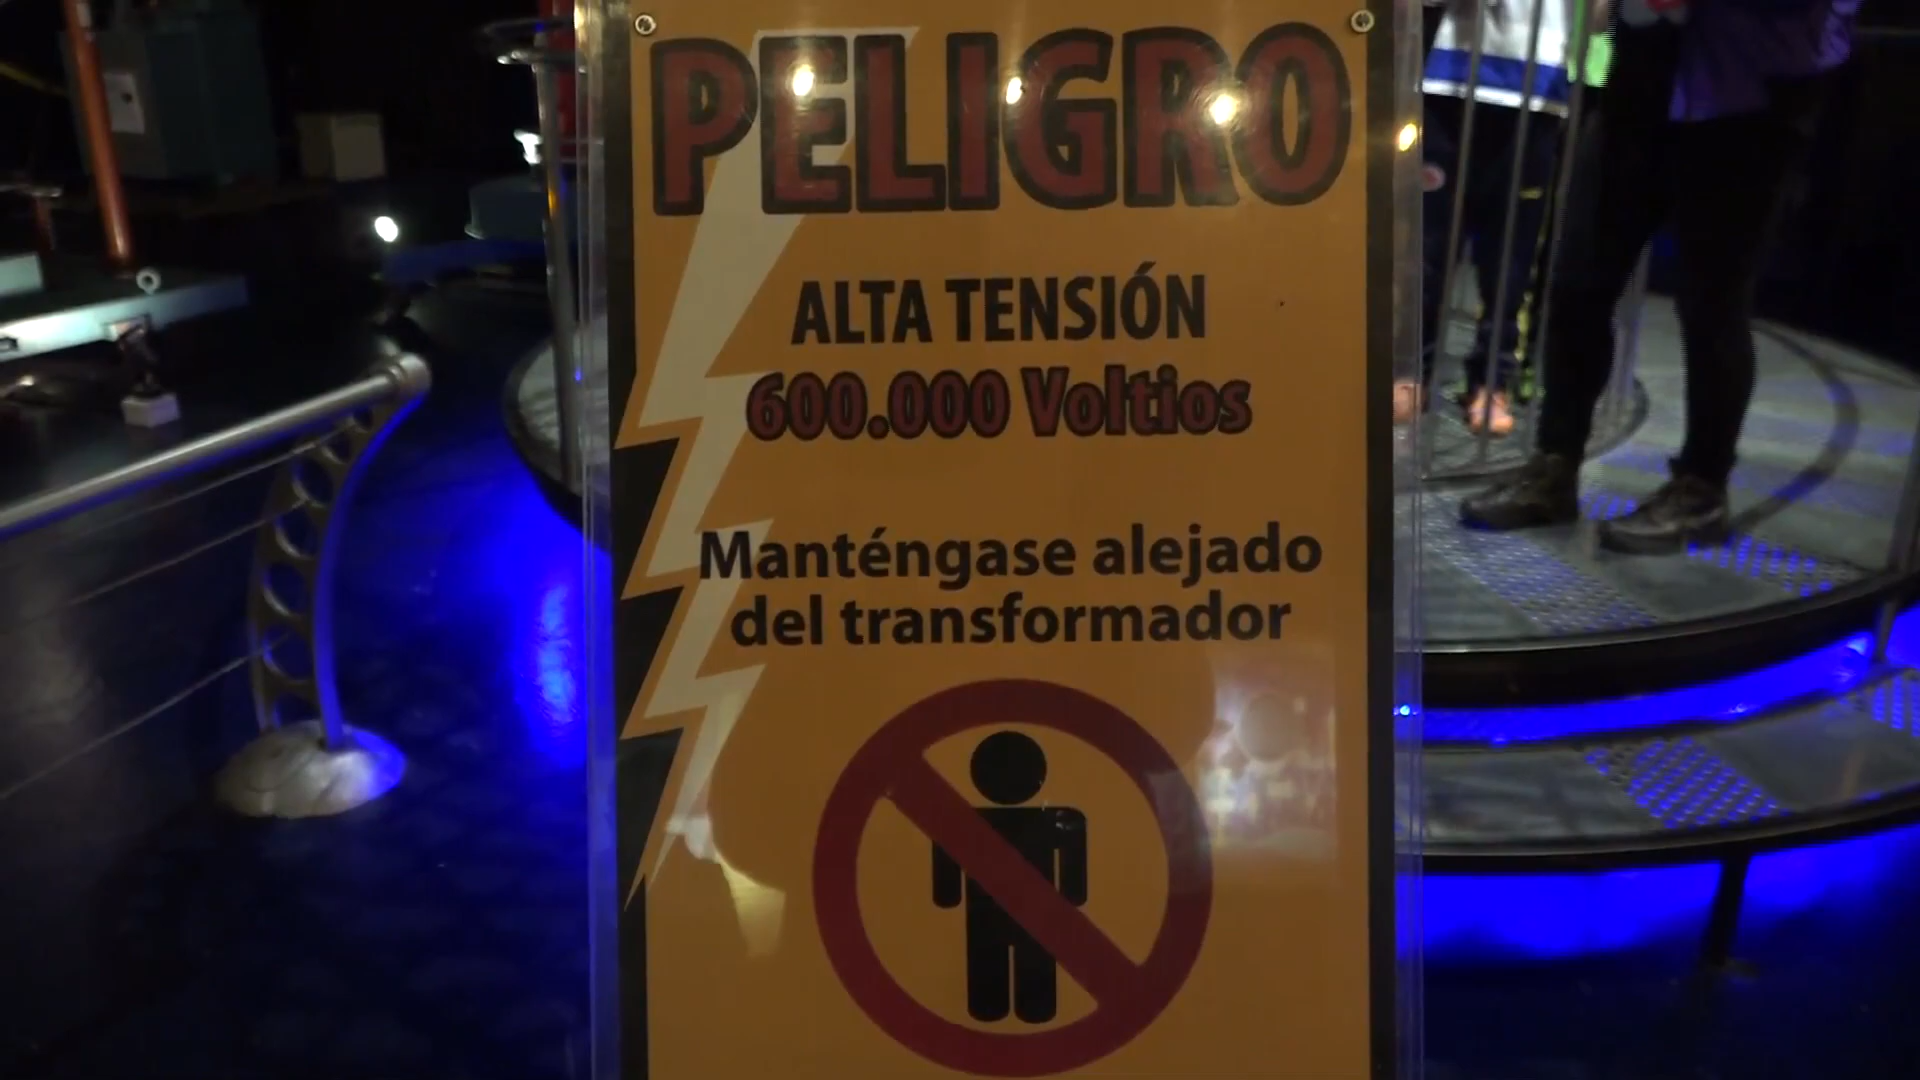 PELIGRO
ALTA TENSIÓN
600.000 Voltios
Manténgase alejado
del transformador